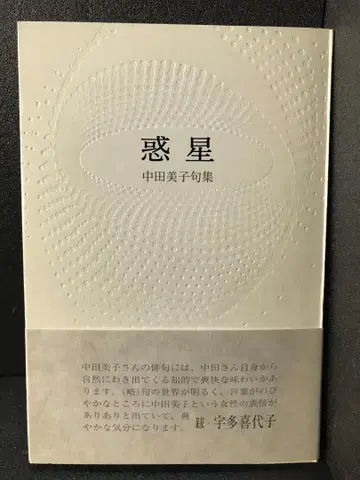 惑星
中田美子句集
中田美子さんの俳句には、中田さん自身から
自然にわき出てくる知的で爽快な味わいがあ
ります。(略)句の世界が明るく、言葉がのび
やかなところに中田美子という女性の表情が
ありありと出ていて、爽
やかな気分になります。
跋・宇多喜代子